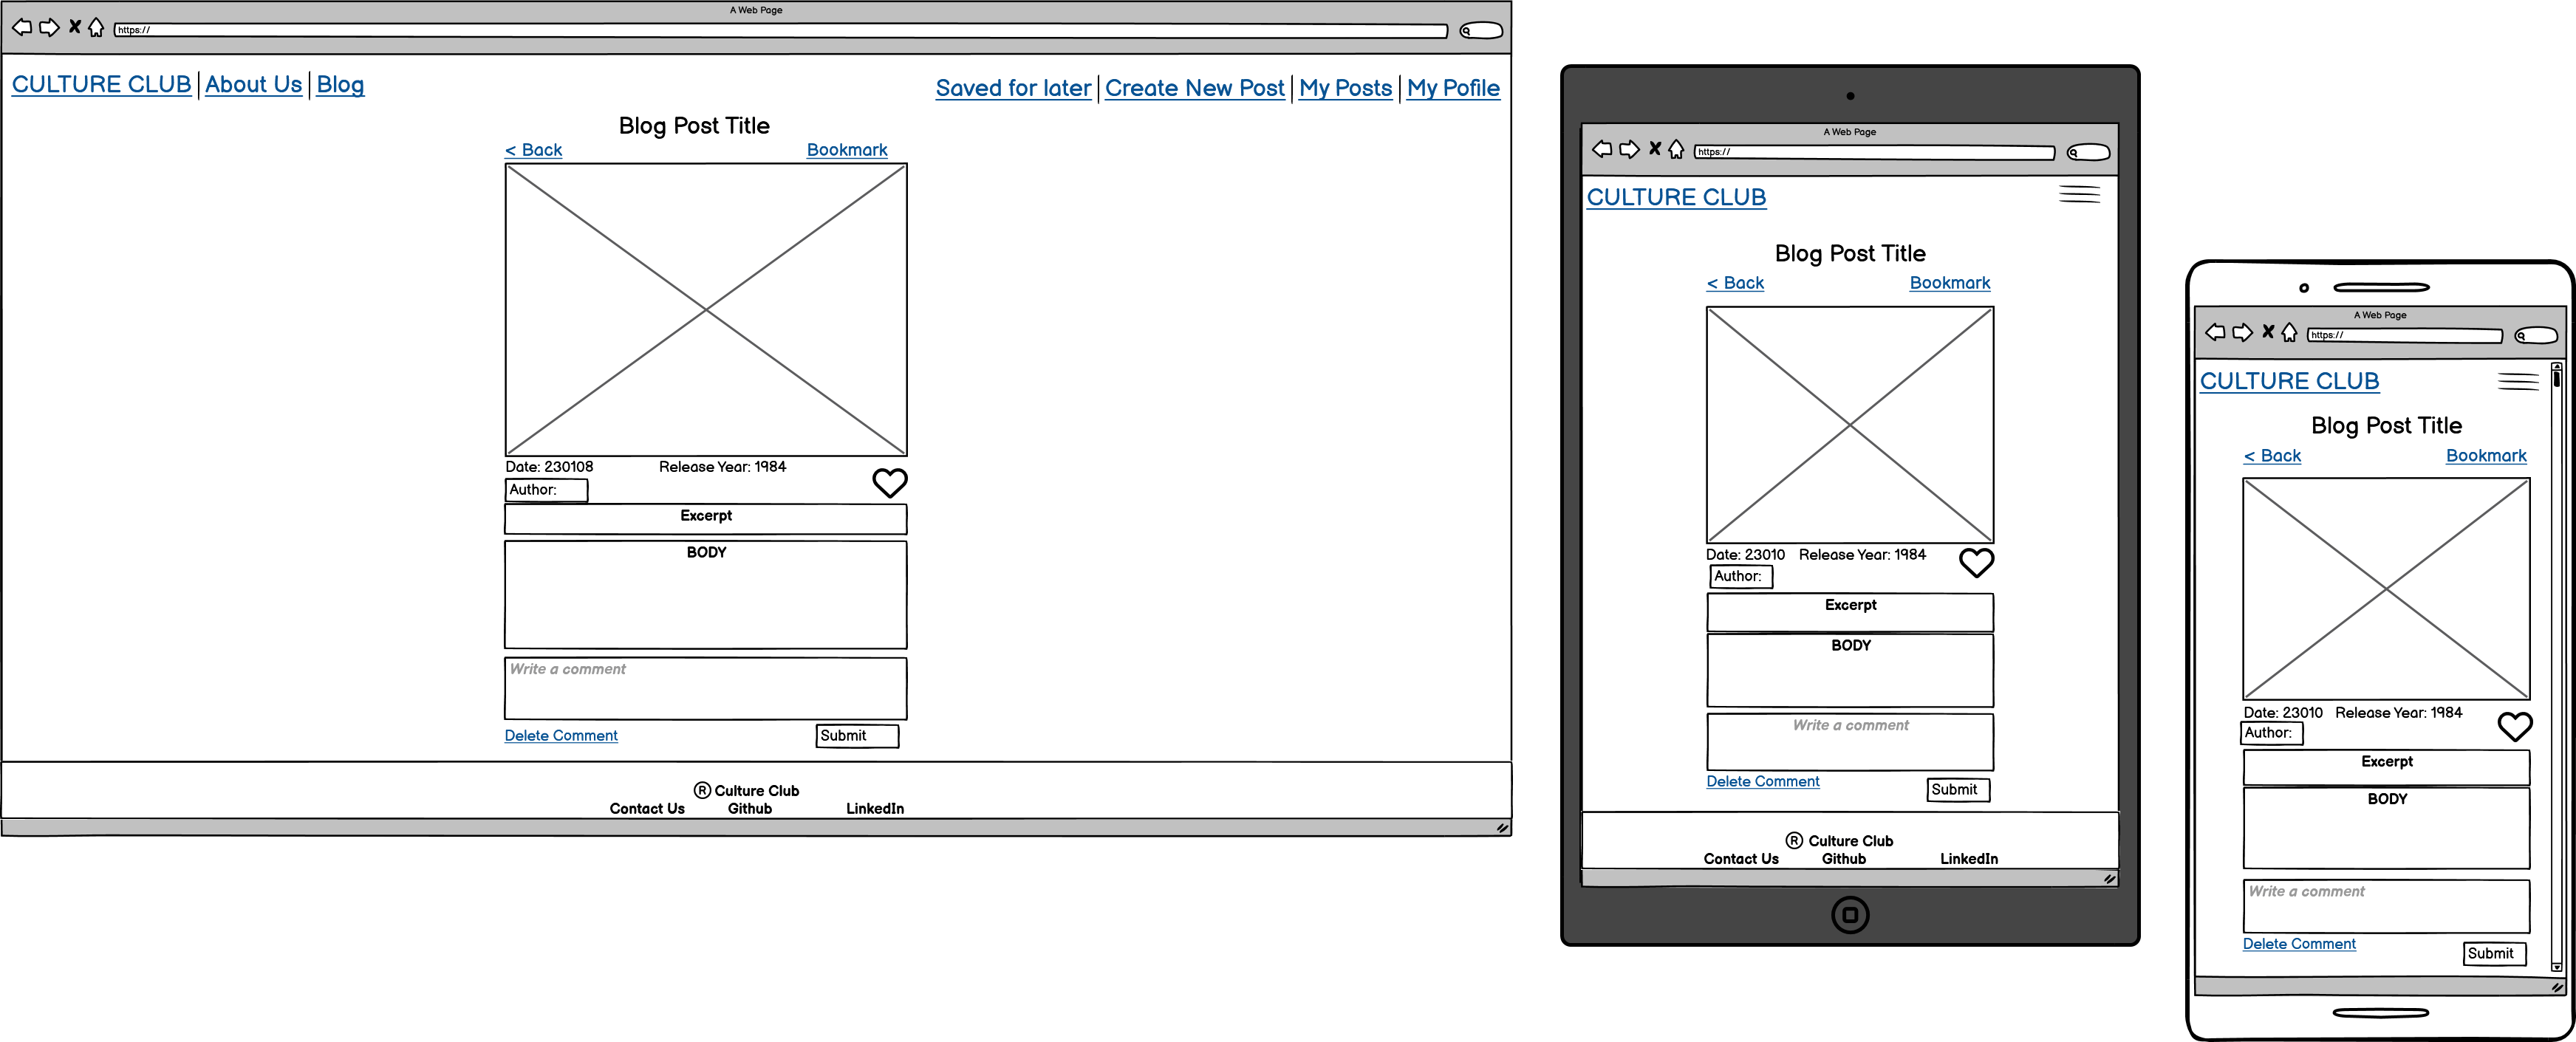 A Web Page
https://
CULTURE CLUB About Us Blog
Saved for later Create New Post My Posts My Pofile
Blog Post Title
< Back Bookmark
Date: 230108 Release Year: 1984
Author:
Excerpt
BODY
Write a comment
Delete Comment Submit
® Culture Club
Contact Us Github LinkedIn
A Web Page
https://
CULTURE CLUB
Blog Post Title
< Back Bookmark
Date: 23010 Release Year: 1984
Author:
Excerpt
BODY
Write a comment
Delete Comment Submit
® Culture Club
Contact Us Github LinkedIn
A Web Page
https://
CULTURE CLUB
Blog Post Title
< Back Bookmark
Date: 23010 Release Year: 1984
Author:
Excerpt
BODY
Write a comment
Delete Comment Submit